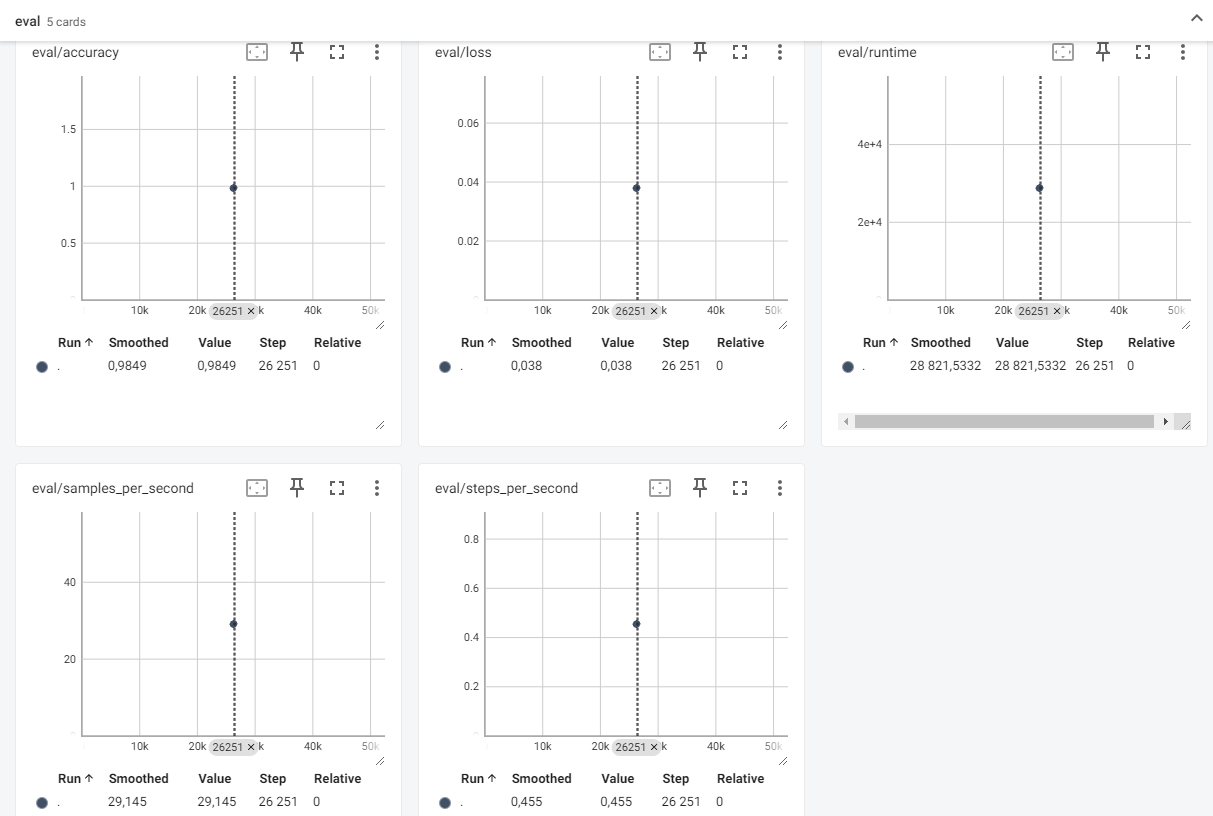 eval 5 cards
eval/accuracy
1.5
1
0.5
10k 20k 26251 × k 40k 50k
Run ↑ Smoothed Value Step Relative
. 0,9849 0,9849 26 251 0
eval/loss
0.06
0.04
0.02
10k 20k 26251 × k 40k 50k
Run ↑ Smoothed Value Step Relative
. 0,038 0,038 26 251 0
eval/runtime
4e+4
2e+4
10k 20k 26251 × k 40k 50k
Run ↑ Smoothed Value Step Relative
. 28 821,5332 28 821,5332 26 251 0
eval/samples_per_second
40
20
10k 20k 26251 × k 40k 50k
Run ↑ Smoothed Value Step Relative
. 29,145 29,145 26 251 0
eval/steps_per_second
0.8
0.6
0.4
0.2
10k 20k 26251 × k 40k 50k
Run ↑ Smoothed Value Step Relative
. 0,455 0,455 26 251 0